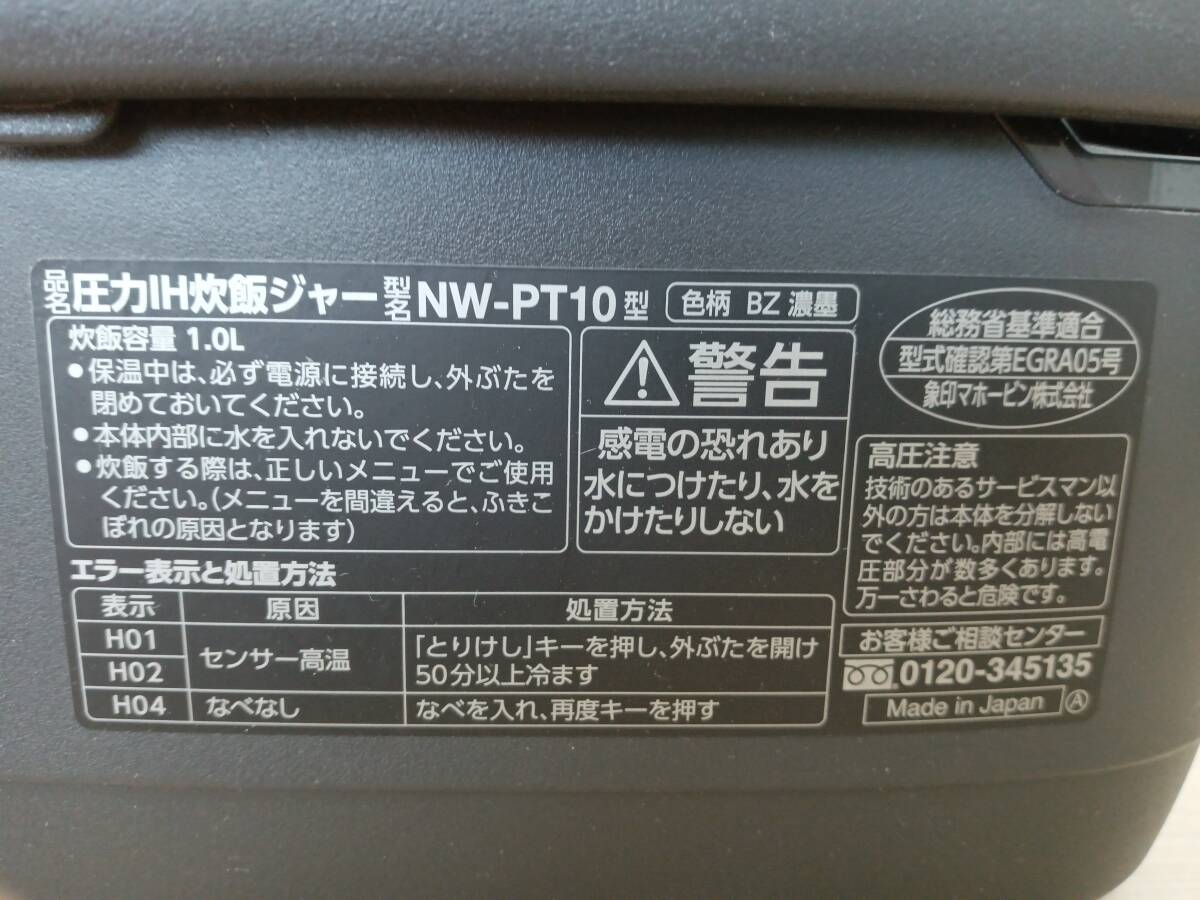 品名 圧力IH炊飯ジャー 型名 NW-PT10型 色柄 BZ 濃墨
炊飯容量 1.0L
●保温中は、必ず電源に接続し、外ぶたを
閉めておいてください。
●本体内部に水を入れないでください。
●炊飯する際は、正しいメニューでご使用
ください。(メニューを間違えると、ふきこ
ぼれの原因となります)
警告
感電の恐れあり
水につけたり、水を
かけたりしない
総務省基準適合
型式確認第EGRA05号
象印マホービン株式会社
高圧注意
技術のあるサービスマン以
外の方は本体を分解しない
でください。内部には高電
圧部分が数多くあります。
万一さわると危険です。
エラー表示と処置方法
表示 原因 処置方法
H01
H02
センサー高温
「とりけし」キーを押し、外ぶたを開け
50分以上冷ます
H04 なべなし なべを入れ、再度キーを押す
お客様ご相談センター
0120-345135
Made in Japan Ⓐ